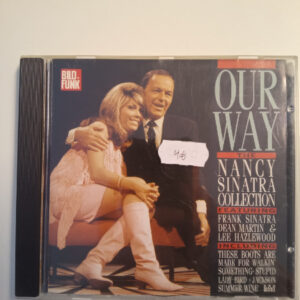 BILD
+FUNK
OUR
WAY
THE
NANCY
SINATRA
COLLECTION
FEATURING
FRANK SINATRA
DEAN MARTIN &
LEE HAZLEWOOD
INCLUDING
THESE BOOTS ARE
MADE FOR WALKIN'
SOMETHING STUPID
LADY BIRD • JACKSON
SUMMER WINE